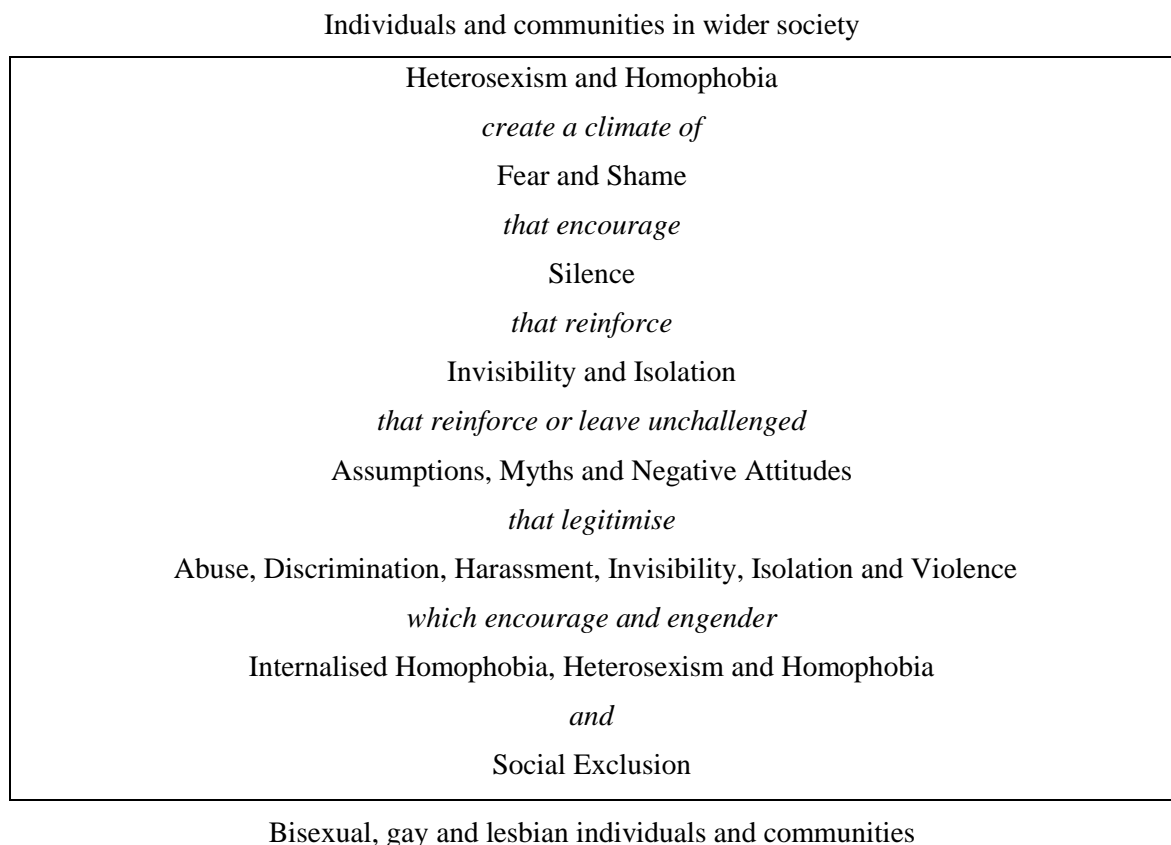 Individuals and communities in wider society
Heterosexism and Homophobia
create a climate of
Fear and Shame
that encourage
Silence
that reinforce
Invisibility and Isolation
that reinforce or leave unchallenged
Assumptions, Myths and Negative Attitudes
that legitimise
Abuse, Discrimination, Harassment, Invisibility, Isolation and Violence
which encourage and engender
Internalised Homophobia, Heterosexism and Homophobia
and
Social Exclusion
Bisexual, gay and lesbian individuals and communities